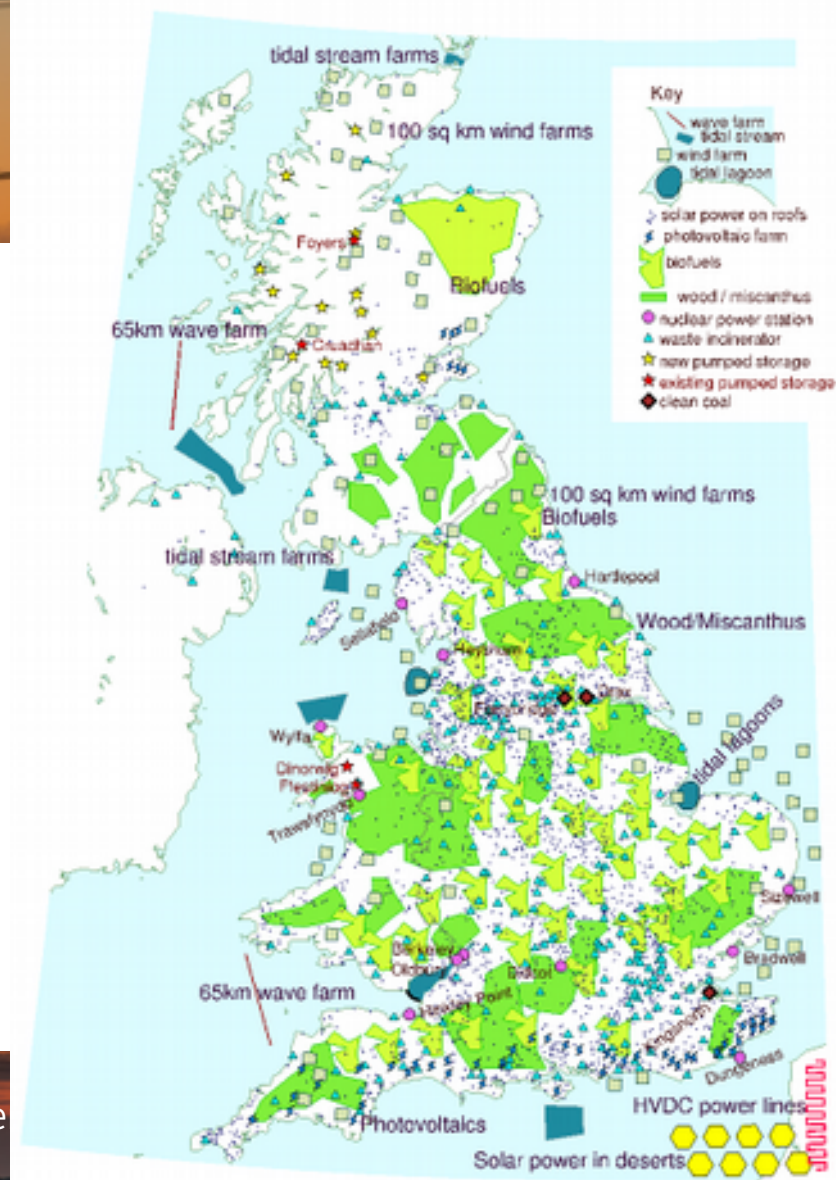 tidal stream farms
100 sq km wind farms
Foyers
Biofuels
65km wave farm
Cruachan
Key
wave farm
tidal stream
wind farm
tidal lagoon
solar power on roofs
photovoltaic farm
biofuels
wood / miscanthus
nuclear power station
waste incinerator
new pumped storage
existing pumped storage
clean coal
100 sq km wind farms
Biofuels
tidal stream farms
Hartlepool
Sellafield
Wood/Miscanthus
Heysham
Drax
Wylfa
tidal lagoons
Dinorwig
Ffestiniog
Trawsfynydd
Sizewell
Berkeley
Oldbury
Didcot
Bradwell
65km wave farm
Hinkley Point
Kingsnorth
Dungeness
Photovoltaics
HVDC power lines
Solar power in deserts
e